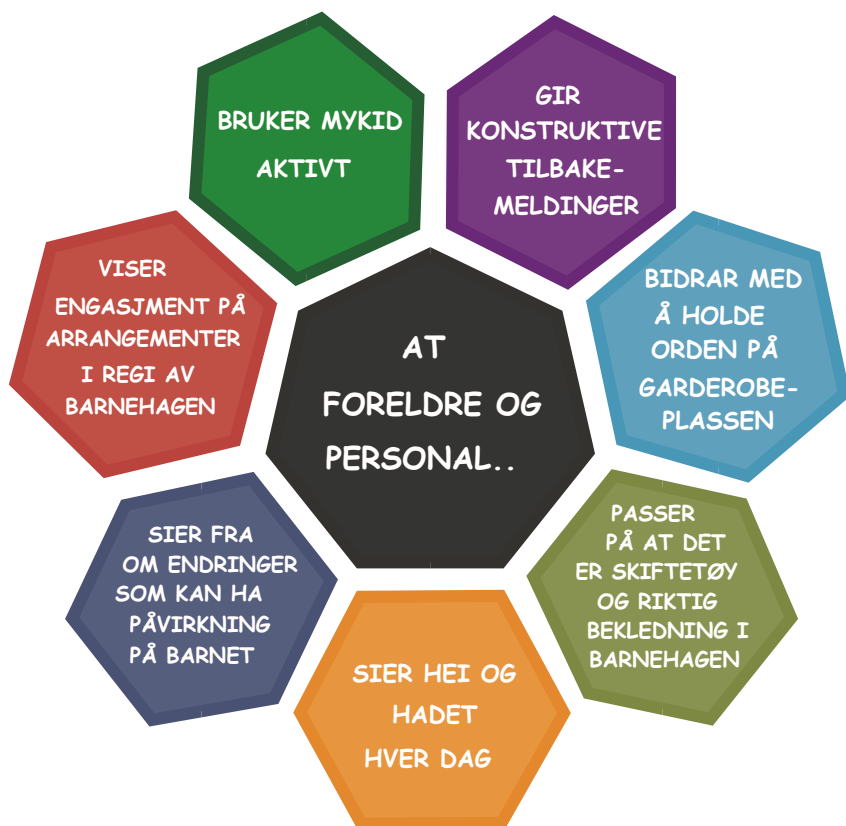 BRUKER MYKID
AKTIVT
GIR
KONSTRUKTIVE
TILBAKE-
MELDINGER
VISER
ENGASJMENT PÅ
ARRANGEMENTER
I REGI AV
BARNEHAGEN
AT
FORELDRE OG
PERSONAL..
BIDRAR MED
Å HOLDE
ORDEN PÅ
GARDEROBE-
PLASSEN
SIER FRA
OM ENDRINGER
SOM KAN HA
PÅVIRKNING
PÅ BARNET
SIER HEI OG
HADET
HVER DAG
PASSER
PÅ AT DET
ER SKIFTETØY
OG RIKTIG
BEKLEDNING I
BARNEHAGEN